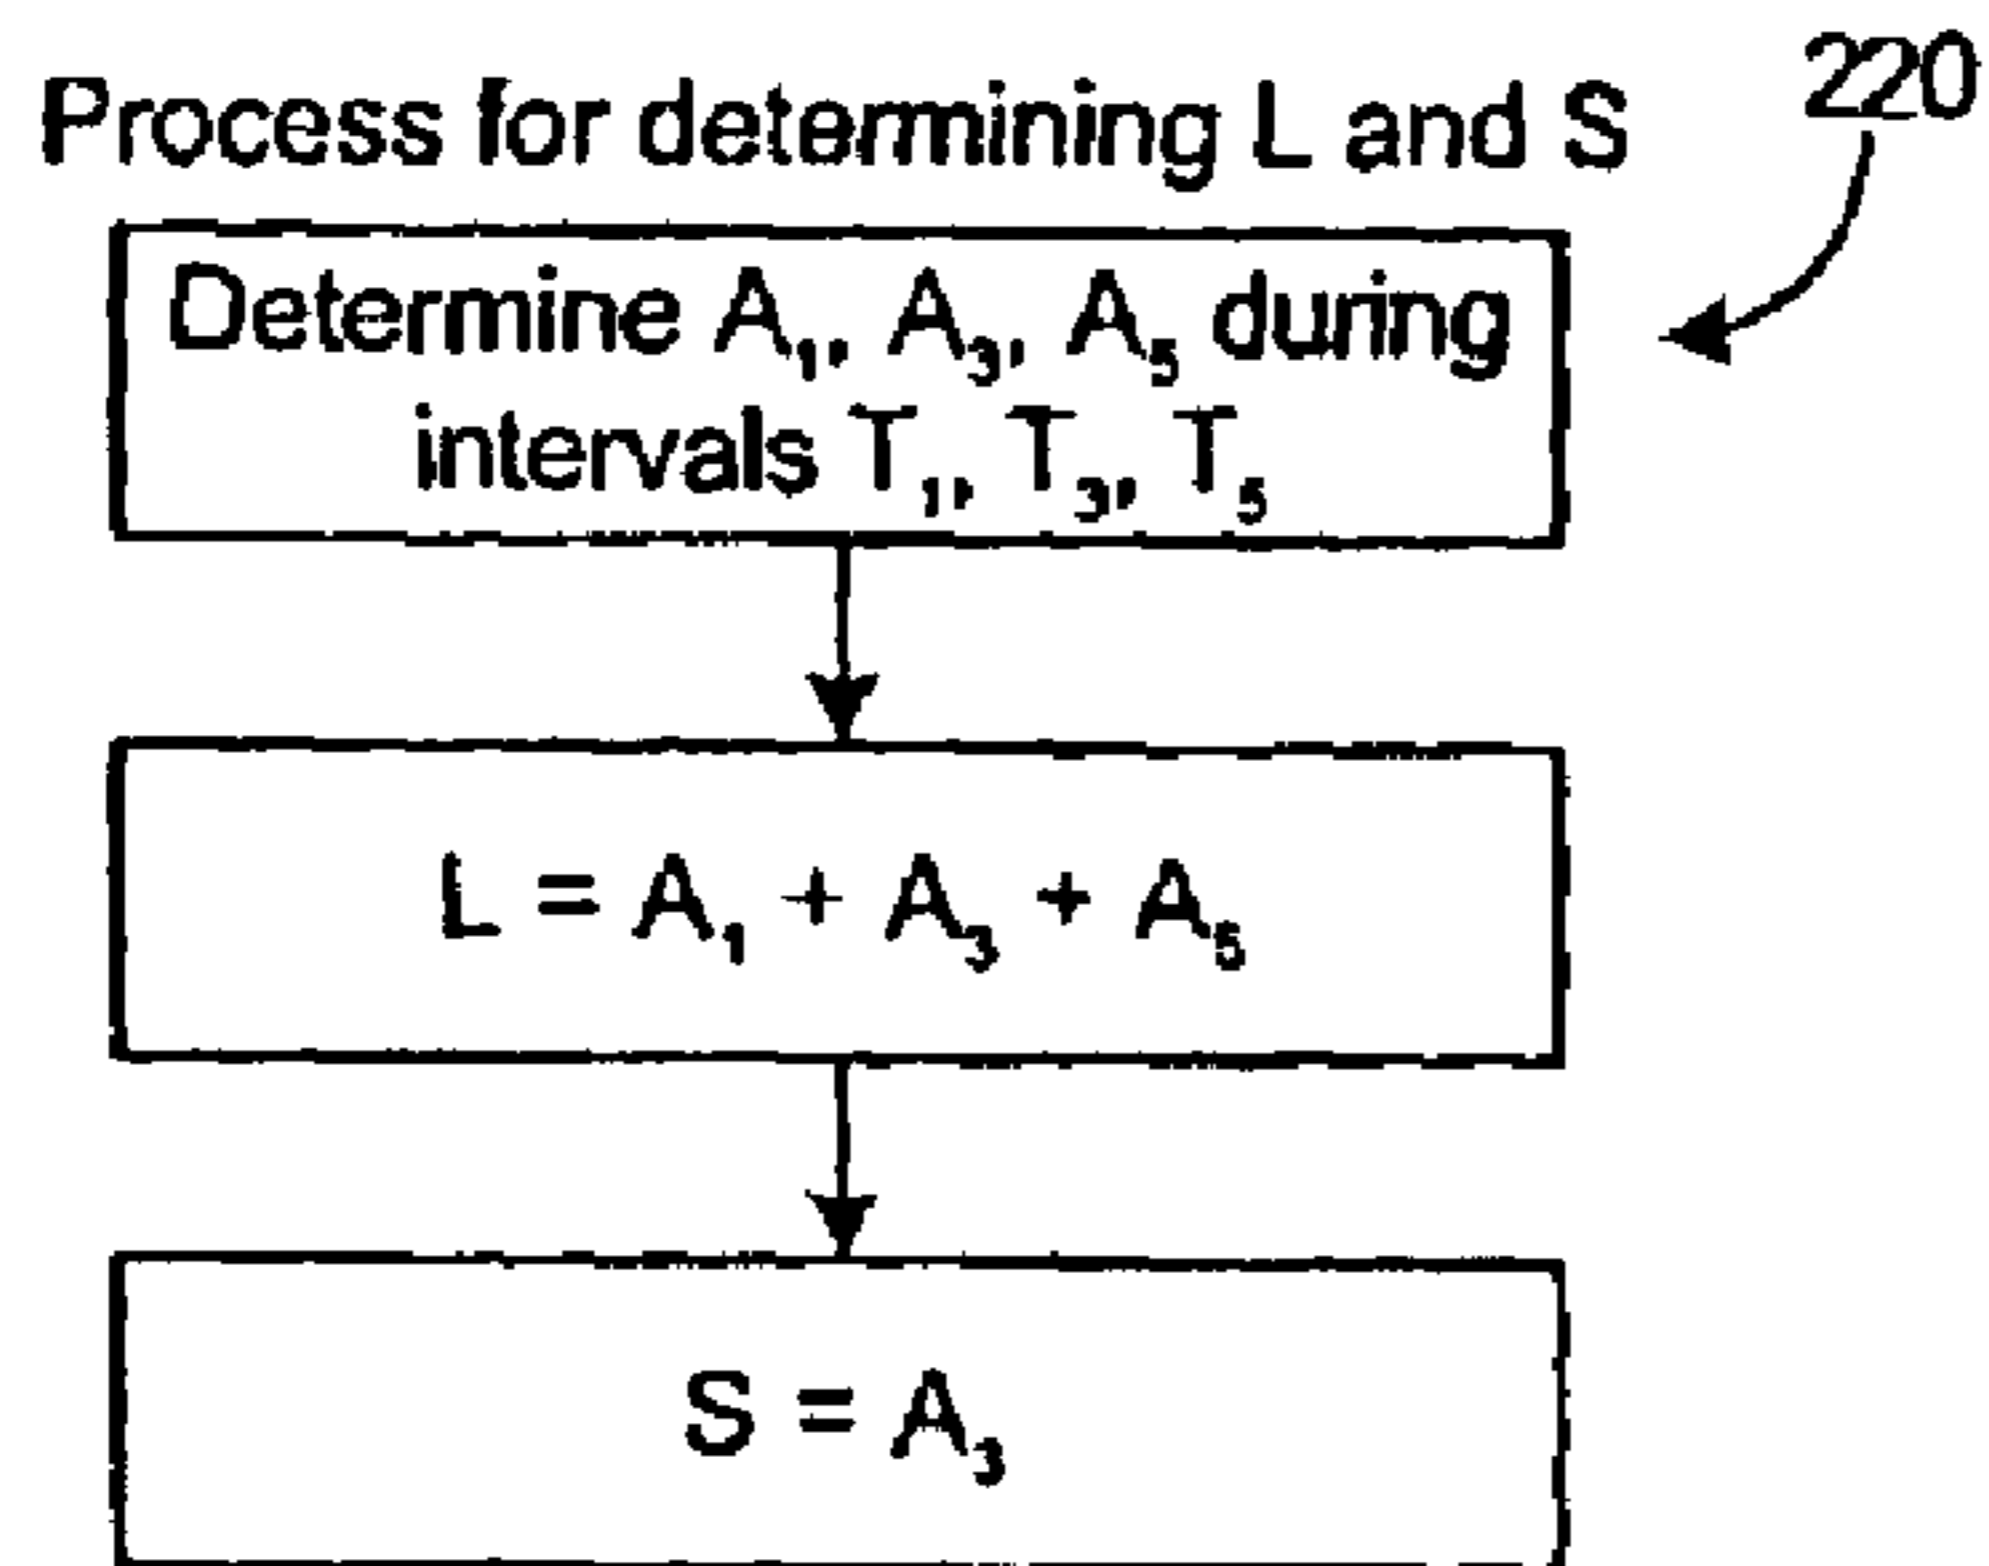 220
Process for determining L and S
Determine A₁, A₃, A₅ during
intervals T₁, T₃, T₅
L = A₁ + A₃ + A₅
S = A₃